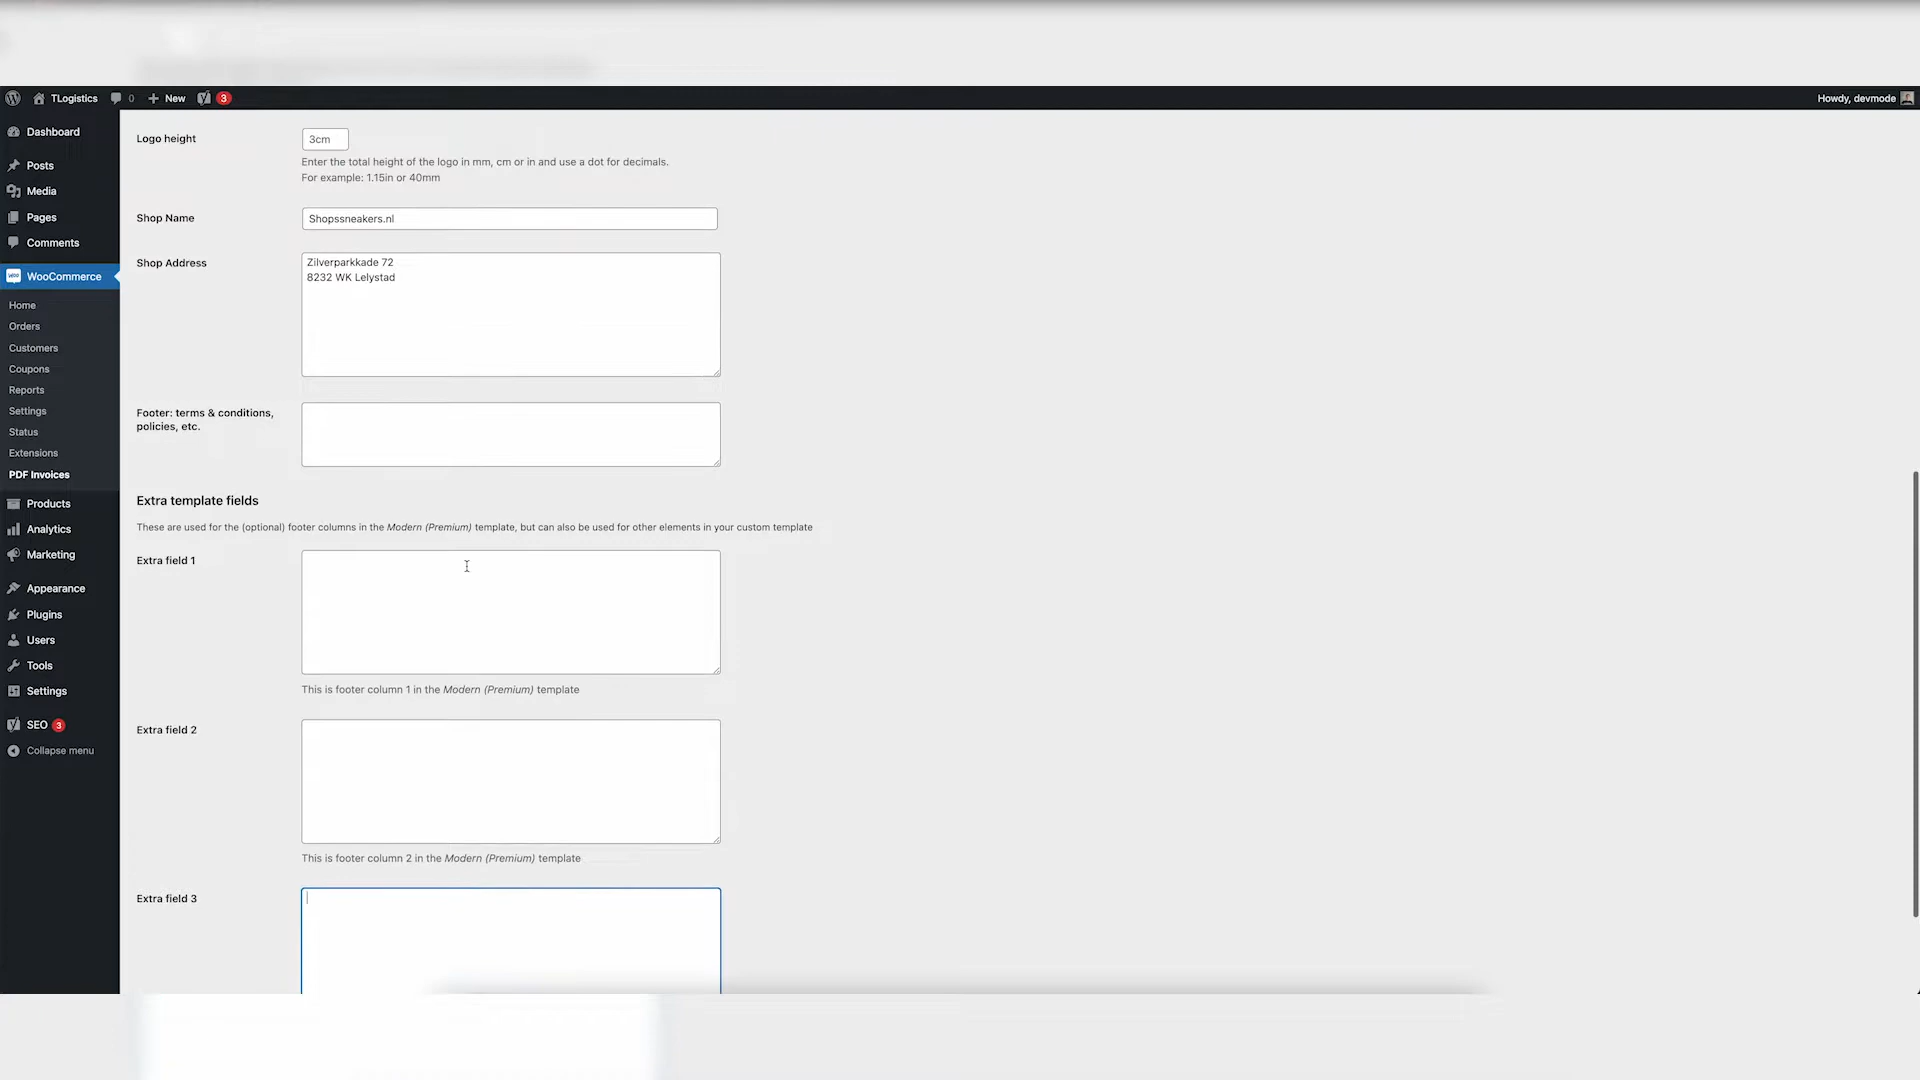 TLogistics 0 New 3 Howdy, devmode
Dashboard
Posts
Media
Pages
Comments
WooCommerce
Home
Orders
Customers
Coupons
Reports
Settings
Status
Extensions
PDF Invoices
Products
Analytics
Marketing
Appearance
Plugins
Users
Tools
Settings
SEO 3
Collapse menu
Logo height
3cm
Enter the total height of the logo in mm, cm or in and use a dot for decimals.
For example: 1.15in or 40mm
Shop Name
Shopssneakers.nl
Shop Address
Zilverparkkade 72
8232 WK Lelystad
Footer: terms & conditions,
policies, etc.
Extra template fields
These are used for the (optional) footer columns in the Modern (Premium) template, but can also be used for other elements in your custom template
Extra field 1
This is footer column 1 in the Modern (Premium) template
Extra field 2
This is footer column 2 in the Modern (Premium) template
Extra field 3